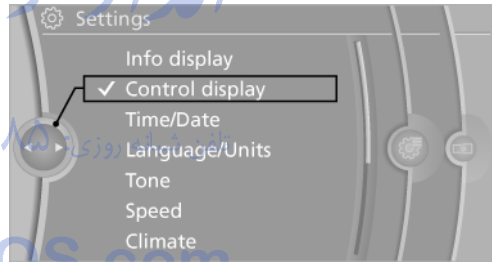 Settings
Info display
✓ Control display
Time/Date
Language/Units
Tone
Speed
Climate